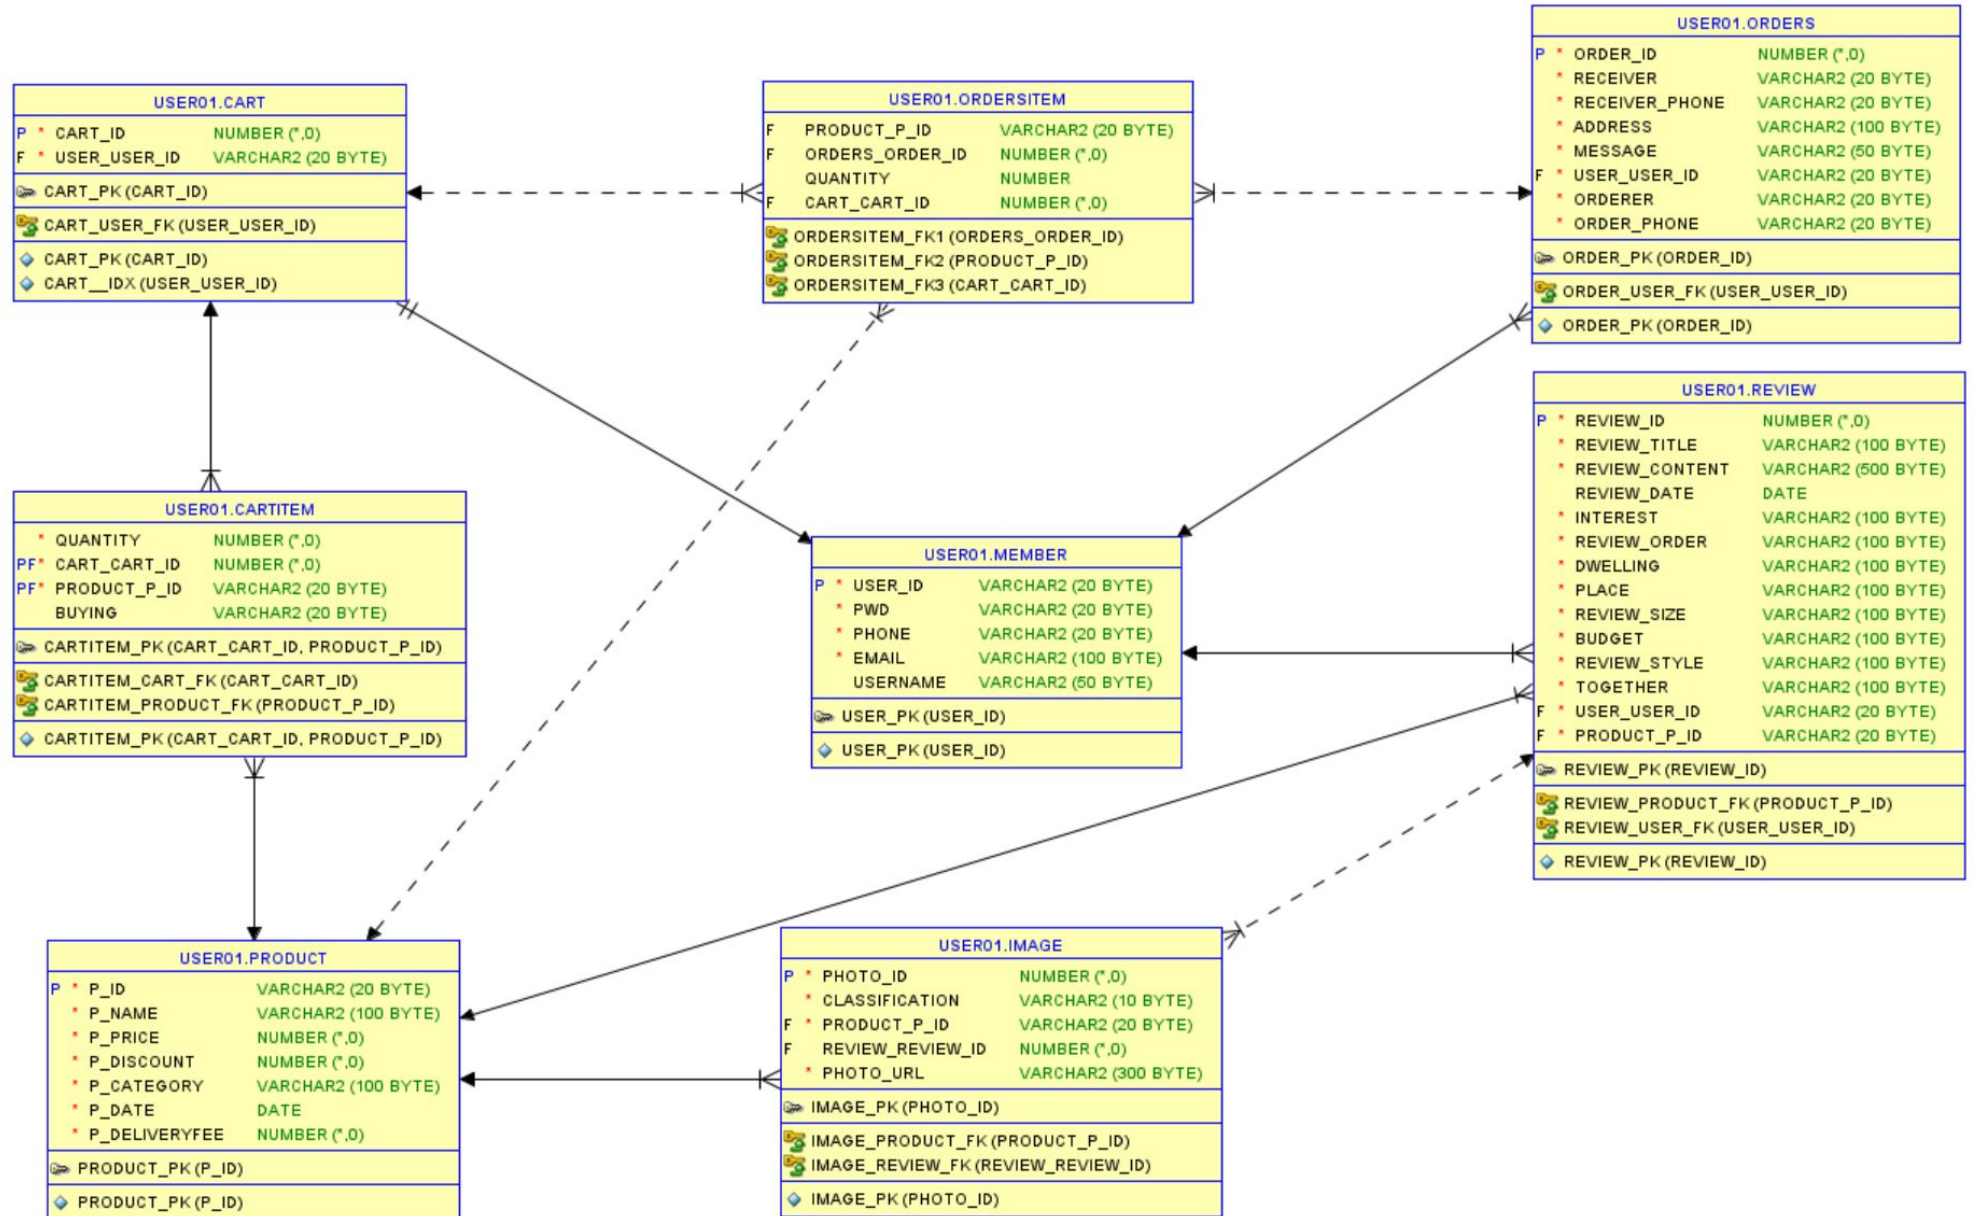 USER01.CART
P * CART_ID NUMBER (*,0)
F * USER_USER_ID VARCHAR2 (20 BYTE)
CART_PK (CART_ID)
CART_USER_FK (USER_USER_ID)
CART_PK (CART_ID)
CART__IDX (USER_USER_ID)
USER01.ORDERSITEM
F PRODUCT_P_ID VARCHAR2 (20 BYTE)
F ORDERS_ORDER_ID NUMBER (*,0)
QUANTITY NUMBER
F CART_CART_ID NUMBER (*,0)
ORDERSITEM_FK1 (ORDERS_ORDER_ID)
ORDERSITEM_FK2 (PRODUCT_P_ID)
ORDERSITEM_FK3 (CART_CART_ID)
USER01.ORDERS
P * ORDER_ID NUMBER (*,0)
* RECEIVER VARCHAR2 (20 BYTE)
* RECEIVER_PHONE VARCHAR2 (20 BYTE)
* ADDRESS VARCHAR2 (100 BYTE)
* MESSAGE VARCHAR2 (50 BYTE)
F * USER_USER_ID VARCHAR2 (20 BYTE)
* ORDERER VARCHAR2 (20 BYTE)
* ORDER_PHONE VARCHAR2 (20 BYTE)
ORDER_PK (ORDER_ID)
ORDER_USER_FK (USER_USER_ID)
ORDER_PK (ORDER_ID)
USER01.CARTITEM
* QUANTITY NUMBER (*,0)
PF* CART_CART_ID NUMBER (*,0)
PF* PRODUCT_P_ID VARCHAR2 (20 BYTE)
BUYING VARCHAR2 (20 BYTE)
CARTITEM_PK (CART_CART_ID, PRODUCT_P_ID)
CARTITEM_CART_FK (CART_CART_ID)
CARTITEM_PRODUCT_FK (PRODUCT_P_ID)
CARTITEM_PK (CART_CART_ID, PRODUCT_P_ID)
USER01.MEMBER
P * USER_ID VARCHAR2 (20 BYTE)
* PWD VARCHAR2 (20 BYTE)
* PHONE VARCHAR2 (20 BYTE)
* EMAIL VARCHAR2 (100 BYTE)
USERNAME VARCHAR2 (50 BYTE)
USER_PK (USER_ID)
USER_PK (USER_ID)
USER01.REVIEW
P * REVIEW_ID NUMBER (*,0)
* REVIEW_TITLE VARCHAR2 (100 BYTE)
* REVIEW_CONTENT VARCHAR2 (500 BYTE)
REVIEW_DATE DATE
* INTEREST VARCHAR2 (100 BYTE)
* REVIEW_ORDER VARCHAR2 (100 BYTE)
* DWELLING VARCHAR2 (100 BYTE)
* PLACE VARCHAR2 (100 BYTE)
* REVIEW_SIZE VARCHAR2 (100 BYTE)
* BUDGET VARCHAR2 (100 BYTE)
* REVIEW_STYLE VARCHAR2 (100 BYTE)
* TOGETHER VARCHAR2 (100 BYTE)
F * USER_USER_ID VARCHAR2 (20 BYTE)
F * PRODUCT_P_ID VARCHAR2 (20 BYTE)
REVIEW_PK (REVIEW_ID)
REVIEW_PRODUCT_FK (PRODUCT_P_ID)
REVIEW_USER_FK (USER_USER_ID)
REVIEW_PK (REVIEW_ID)
USER01.PRODUCT
P * P_ID VARCHAR2 (20 BYTE)
* P_NAME VARCHAR2 (100 BYTE)
* P_PRICE NUMBER (*,0)
* P_DISCOUNT NUMBER (*,0)
* P_CATEGORY VARCHAR2 (100 BYTE)
* P_DATE DATE
* P_DELIVERYFEE NUMBER (*,0)
PRODUCT_PK (P_ID)
PRODUCT_PK (P_ID)
USER01.IMAGE
P * PHOTO_ID NUMBER (*,0)
* CLASSIFICATION VARCHAR2 (10 BYTE)
F * PRODUCT_P_ID VARCHAR2 (20 BYTE)
F REVIEW_REVIEW_ID NUMBER (*,0)
* PHOTO_URL VARCHAR2 (300 BYTE)
IMAGE_PK (PHOTO_ID)
IMAGE_PRODUCT_FK (PRODUCT_P_ID)
IMAGE_REVIEW_FK (REVIEW_REVIEW_ID)
IMAGE_PK (PHOTO_ID)